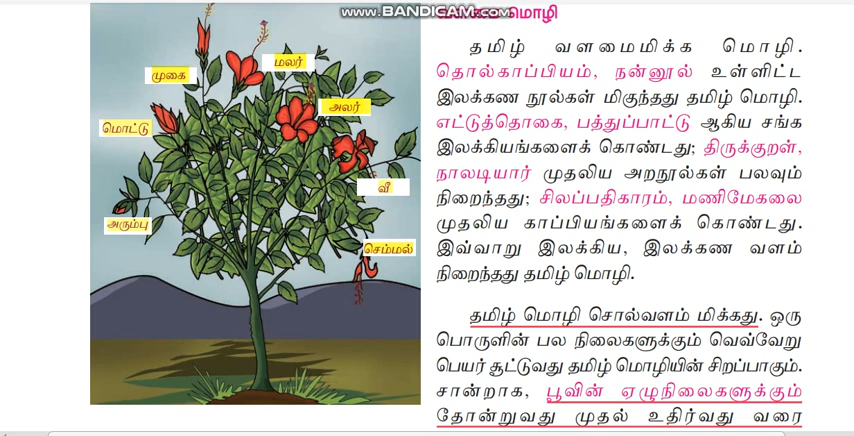 www.BANDICAM.com
மொழி
முகை
மலர்
அலர்
மொட்டு
வீ
அரும்பு
செம்மல்
தமிழ் வளமைமிக்க மொழி.
தொல்காப்பியம், நன்னூல் உள்ளிட்ட
இலக்கண நூல்கள் மிகுந்தது தமிழ் மொழி.
எட்டுத்தொகை, பத்துப்பாட்டு ஆகிய சங்க
இலக்கியங்களைக் கொண்டது; திருக்குறள்,
நாலடியார் முதலிய அறநூல்கள் பலவும்
நிறைந்தது; சிலப்பதிகாரம், மணிமேகலை
முதலிய காப்பியங்களைக் கொண்டது.
இவ்வாறு இலக்கிய, இலக்கண வளம்
நிறைந்தது தமிழ் மொழி.
தமிழ் மொழி சொல்வளம் மிக்கது. ஒரு
பொருளின் பல நிலைகளுக்கும் வெவ்வேறு
பெயர் சூட்டுவது தமிழ் மொழியின் சிறப்பாகும்.
சான்றாக, பூவின் ஏழுநிலைகளுக்கும்
தோன்றுவது முதல் உதிர்வது வரை